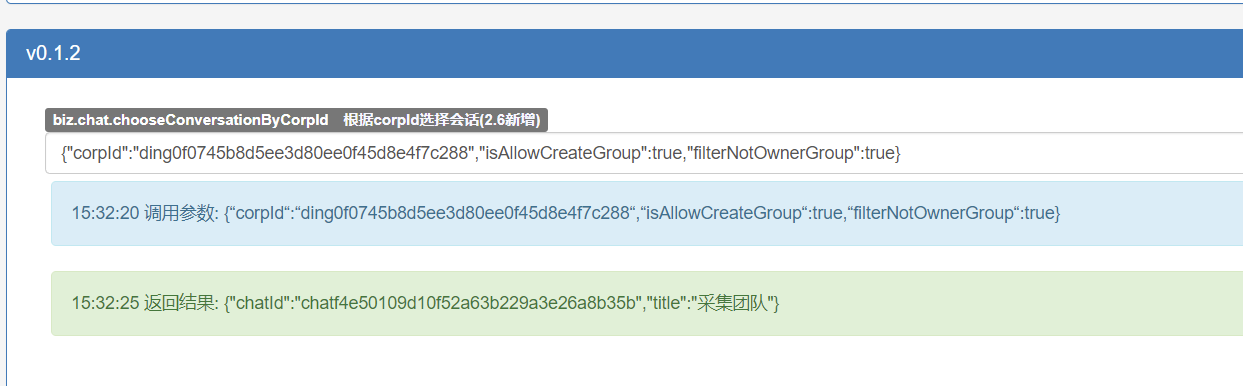 v0.1.2
biz.chat.chooseConversationByCorpId 根据corpId选择会话(2.6新增)
{"corpId":"ding0f0745b8d5ee3d80ee0f45d8e4f7c288","isAllowCreateGroup":true,"filterNotOwnerGroup":true}
15:32:20 调用参数: {“corpId“:“ding0f0745b8d5ee3d80ee0f45d8e4f7c288“,“isAllowCreateGroup“:true,“filterNotOwnerGroup“:true}
15:32:25 返回结果: {"chatId":"chatf4e50109d10f52a63b229a3e26a8b35b","title":"采集团队"}